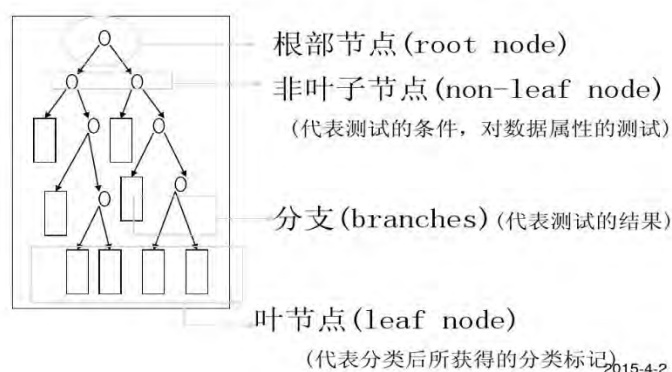 根部节点(root node)
非叶子节点(non-leaf node)
(代表测试的条件，对数据属性的测试)
分支(branches)(代表测试的结果)
叶节点(leaf node)
(代表分类后所获得的分类标记)
2015-4-2